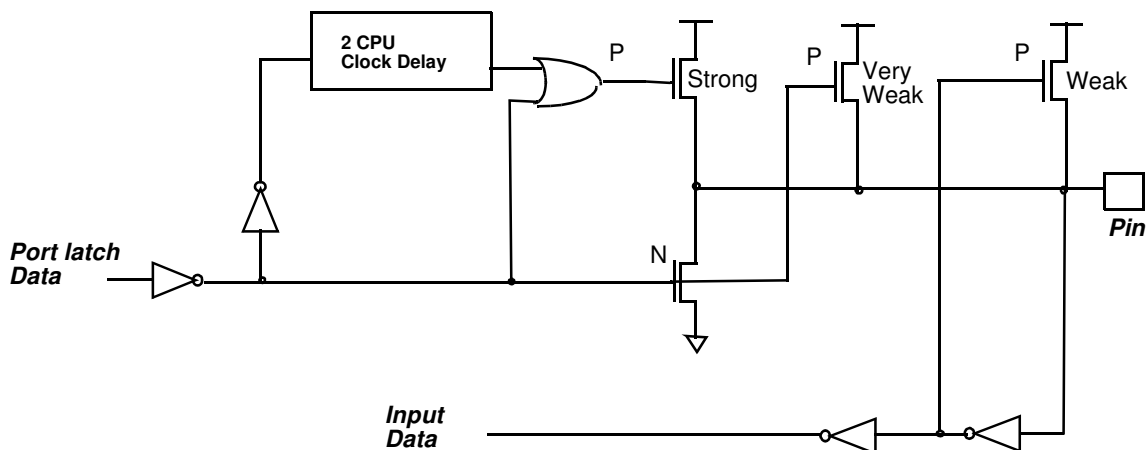 2 CPU
Clock Delay
P
Strong
P
Very
Weak
P
Weak
Pin
Port latch
Data
N
Input
Data